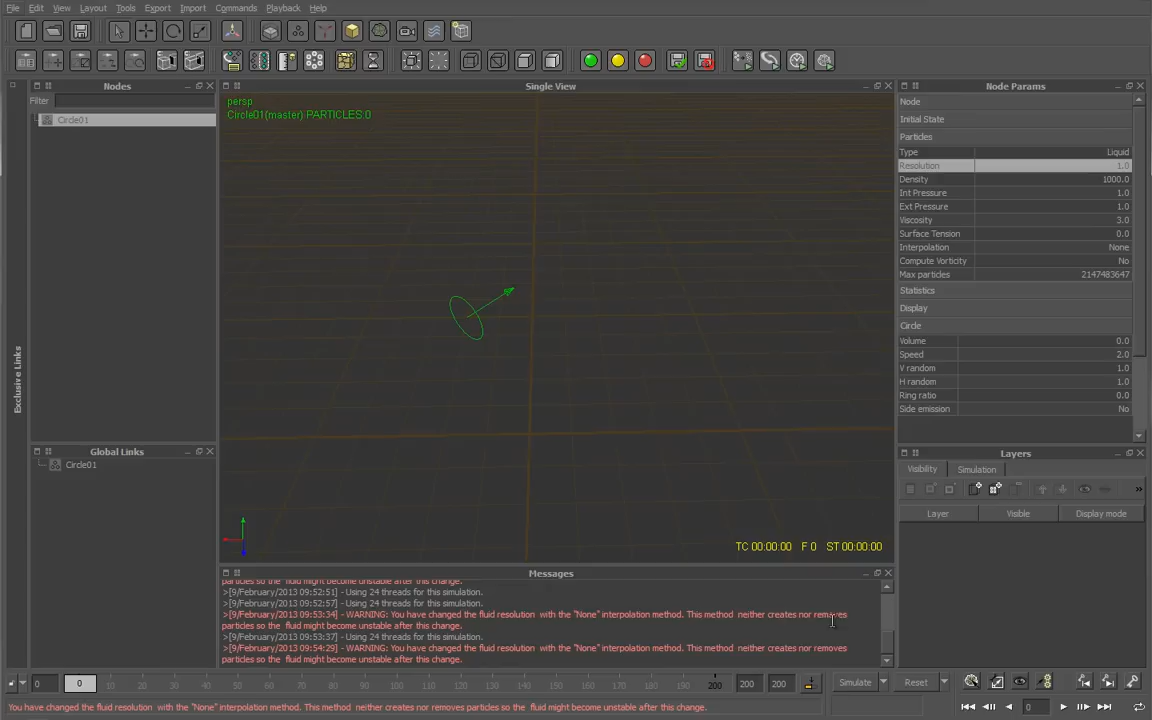 File Edit View Layout Tools Export Import Commands Playback Help
Nodes
Filter
Circle01
Exclusive Links
Global Links
Circle01
Single View
persp
Circle01(master) PARTICLES:0
TC 00:00:00 F 0 ST 00:00:00
Messages
particles so the fluid might become unstable after this change.
>[9/February/2013 09:52:51] - Using 24 threads for this simulation.
>[9/February/2013 09:52:57] - Using 24 threads for this simulation.
>[9/February/2013 09:53:34] - WARNING: You have changed the fluid resolution with the "None" interpolation method. This method neither creates nor removes
particles so the fluid might become unstable after this change.
>[9/February/2013 09:53:37] - Using 24 threads for this simulation.
>[9/February/2013 09:54:29] - WARNING: You have changed the fluid resolution with the "None" interpolation method. This method neither creates nor removes
particles so the fluid might become unstable after this change.
Node Params
Node
Initial State
Particles
Type Liquid
Resolution 1.0
Density 1000.0
Int Pressure 1.0
Ext Pressure 1.0
Viscosity 3.0
Surface Tension 0.0
Interpolation None
Compute Vorticity No
Max particles 2147483647
Statistics
Display
Circle
Volume 0.0
Speed 2.0
V random 1.0
H random 1.0
Ring ratio 0.0
Side emission No
Layers
Visibility Simulation
»
Layer Visible Display mode
0 0 10 20 30 40 50 60 70 80 90 100 110 120 130 140 150 160 170 180 190 200 200 200 Simulate Reset
You have changed the fluid resolution with the "None" interpolation method. This method neither creates nor removes particles so the fluid might become unstable after this change.
0